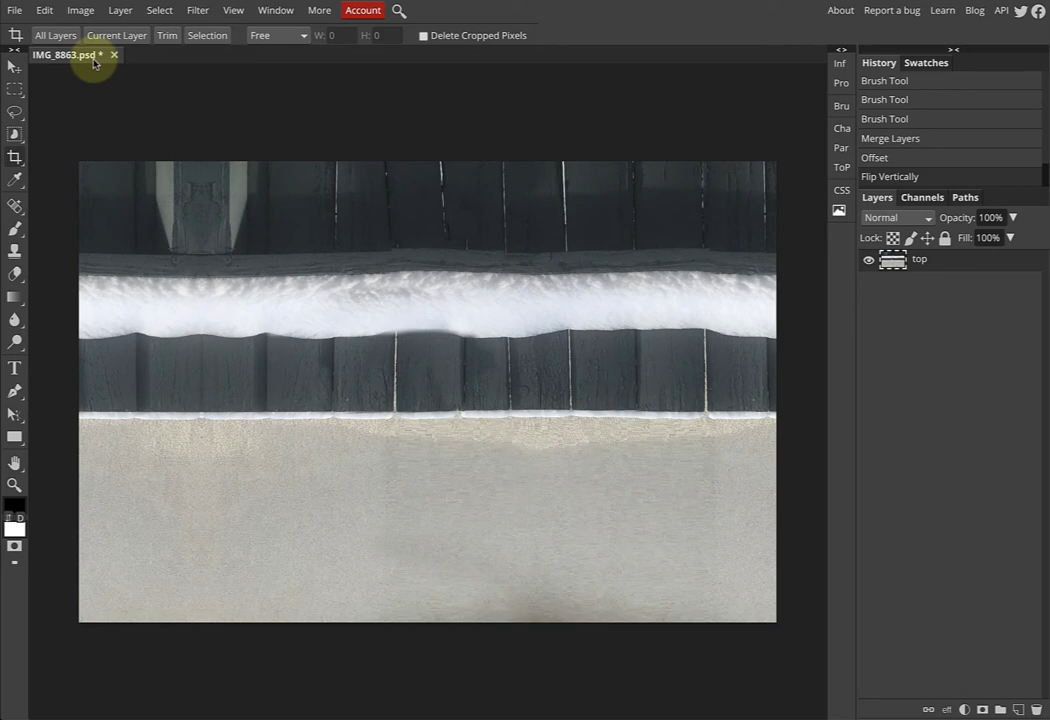 File Edit Image Layer Select Filter View Window More Account About Report a bug Learn Blog API
All Layers Current Layer Trim Selection Free W: 0 H: 0 Delete Cropped Pixels
IMG_8863.psd *
Inf
Pro
Bru
Cha
Par
ToP
CSS
History Swatches
Brush Tool
Brush Tool
Brush Tool
Merge Layers
Offset
Flip Vertically
Layers Channels Paths
Normal Opacity: 100%
Lock: Fill: 100%
top
T
D
eff